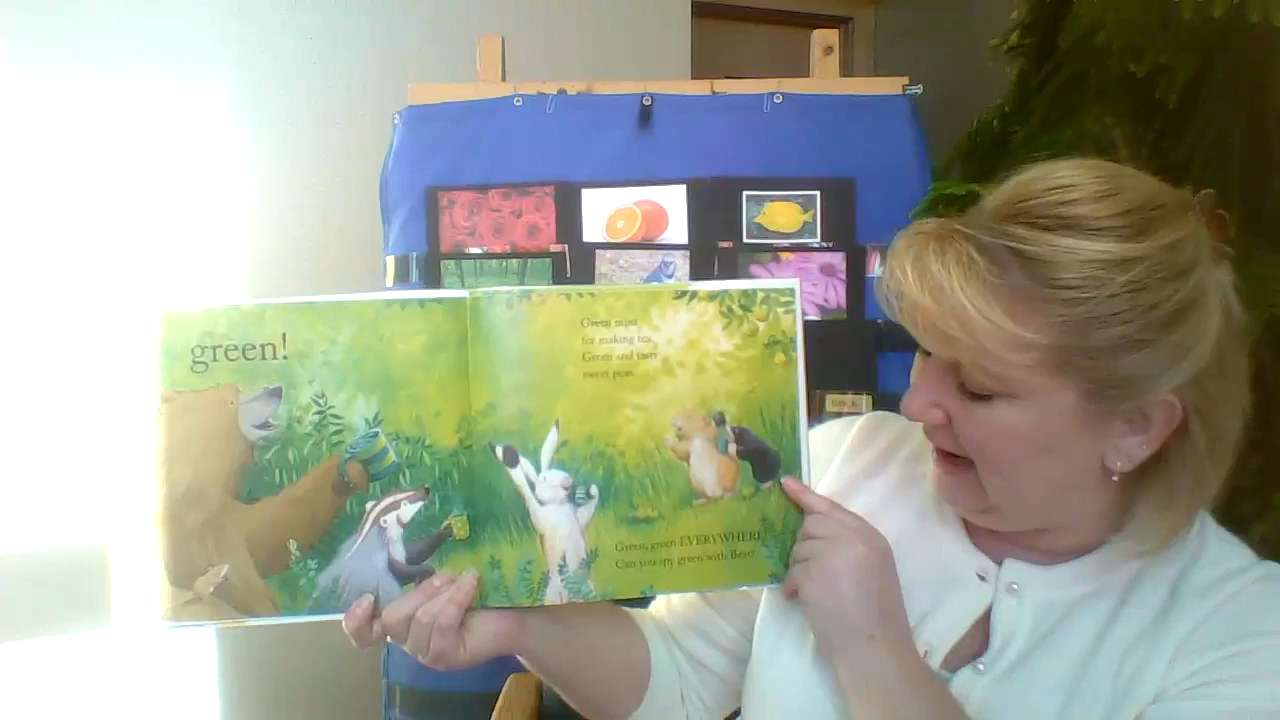 green!
Green mint
for making tea.
Green and tasty
sweet peas.
Green, green EVERYWHERE!
Can you spy green with Bear?